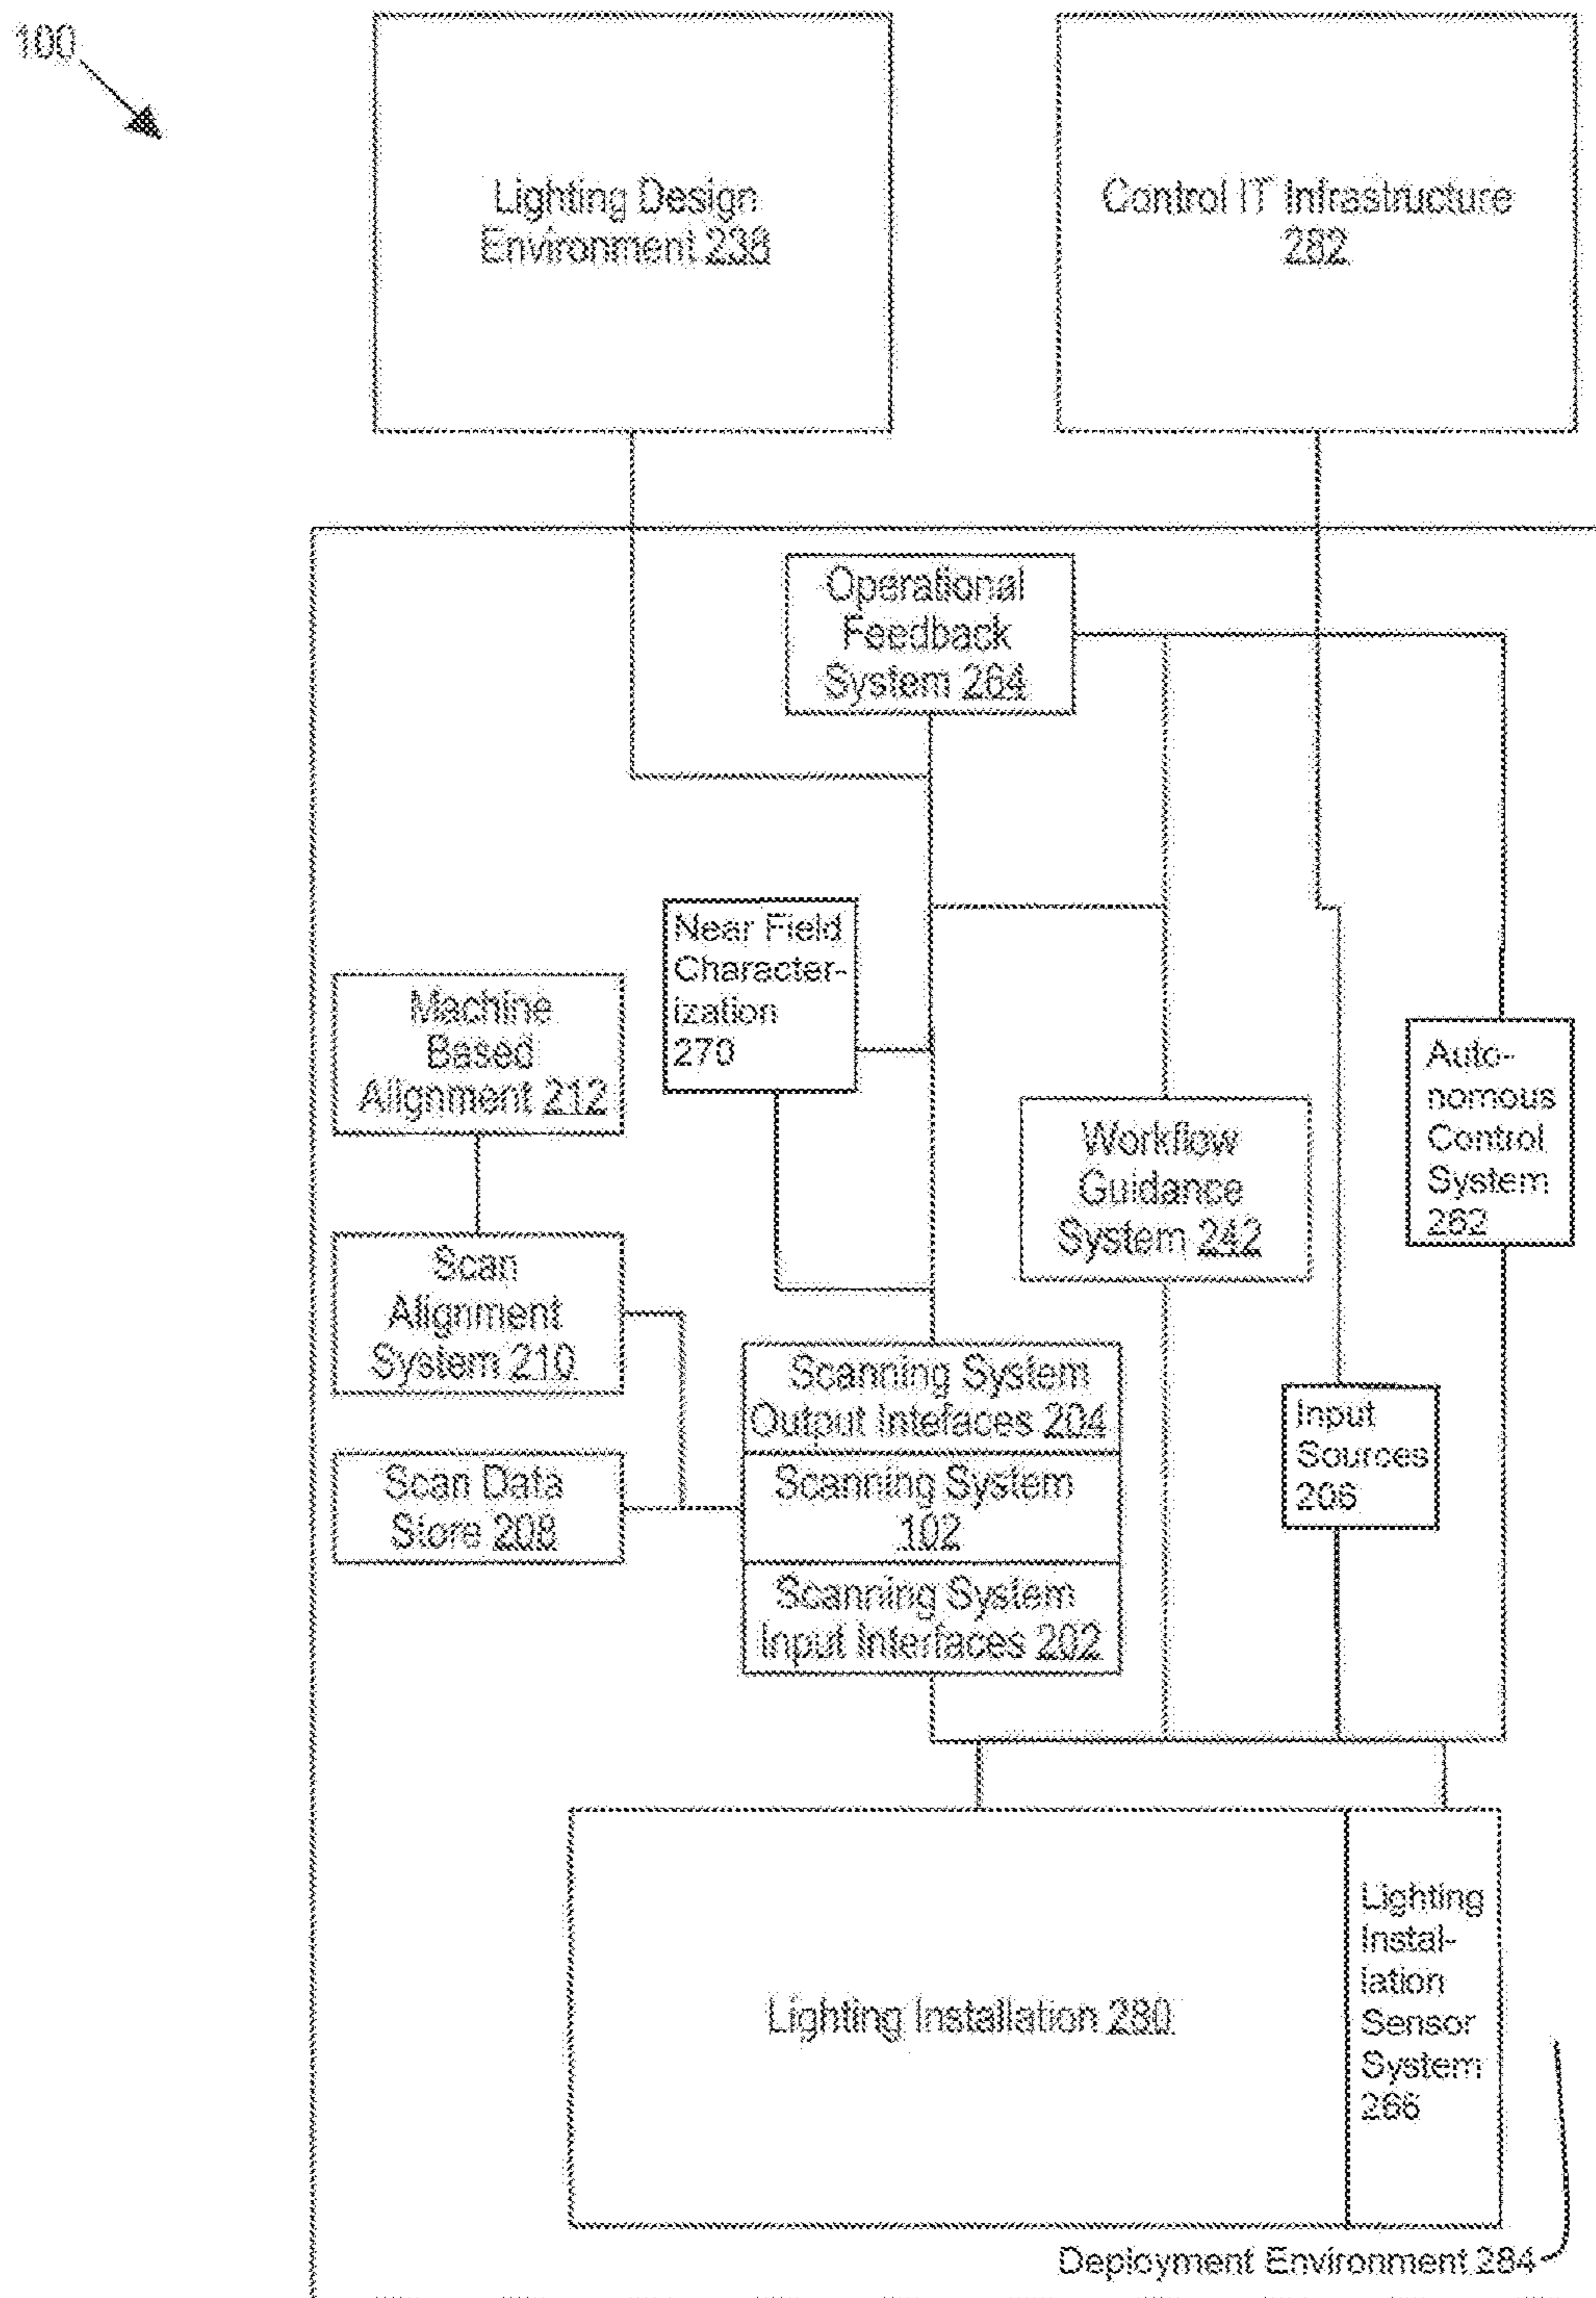 100
Lighting Design
Environment 238
Control IT Infrastructure
282
Operational
Feedback
System 264
Near Field
Character-
ization
270
Machine
Based
Alignment 212
Auto-
nomous
Control
System
262
Workflow
Guidance
System 242
Scan
Alignment
System 210
Scanning System
Output Intefaces 204
Input
Sources
206
Scan Data
Store 208
Scanning System
102
Scanning System
Input Interfaces 202
Lighting Installation 280
Lighting
Instal-
lation
Sensor
System
266
Deployment Environment 284